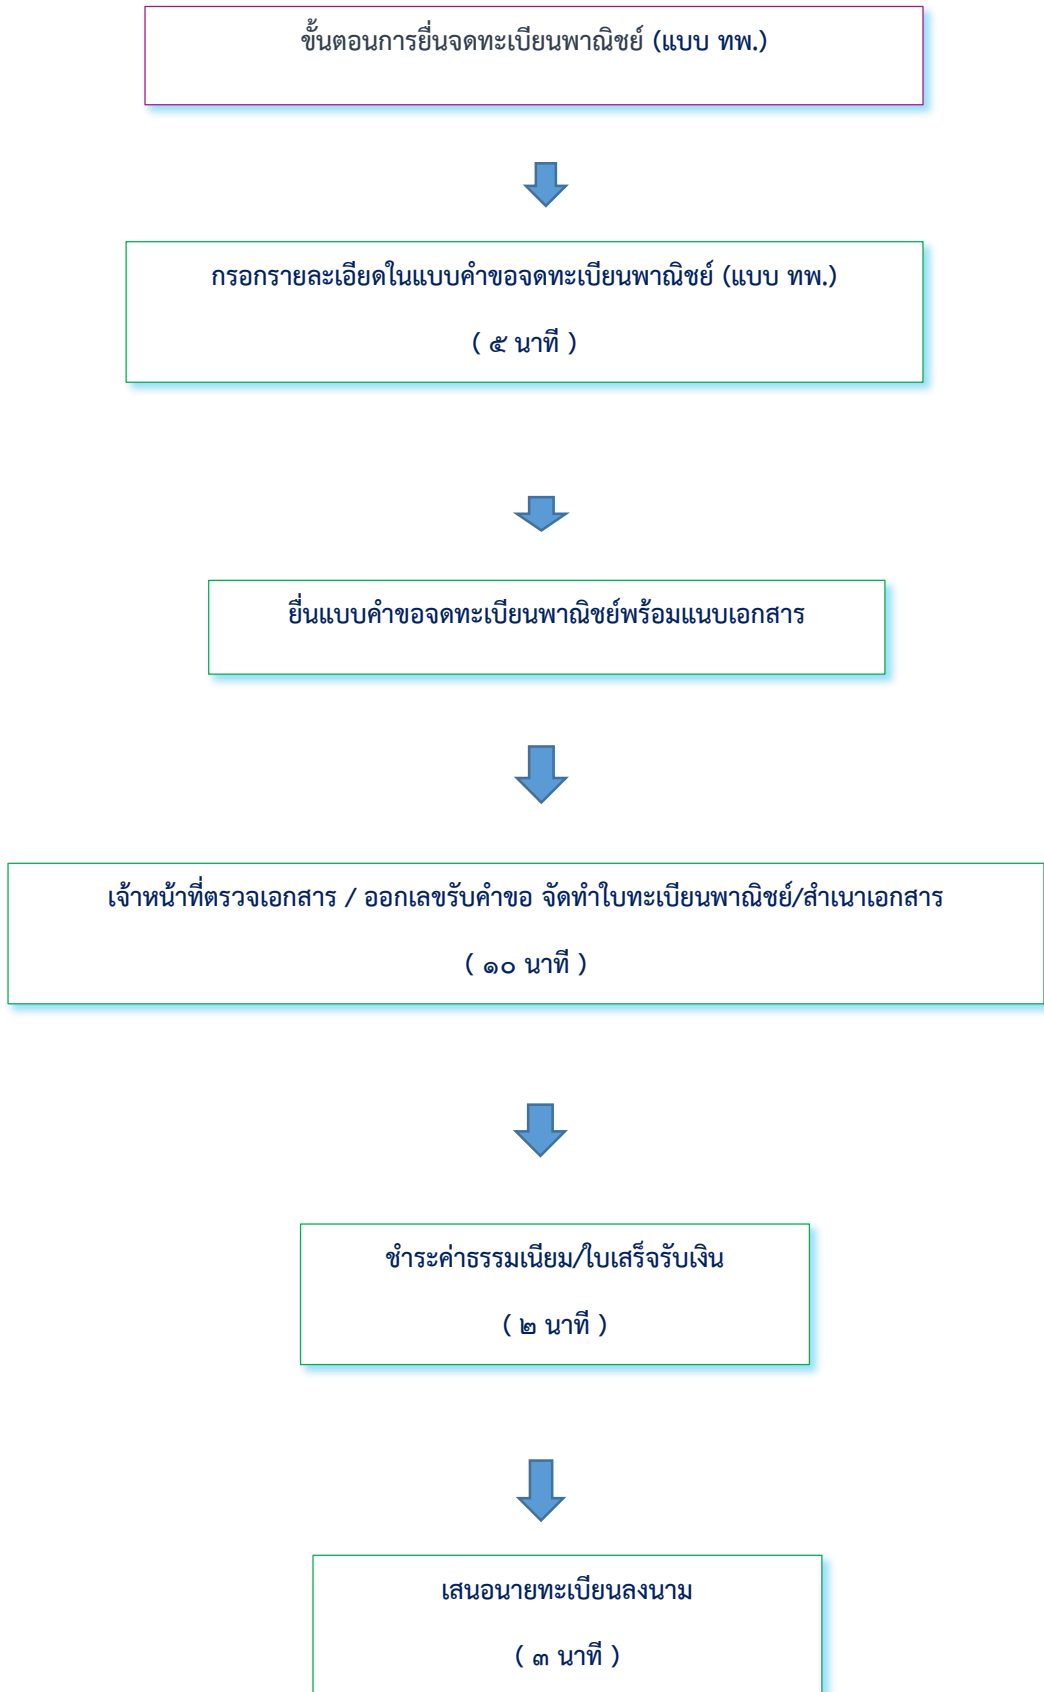 ขั้นตอนการยื่นจดทะเบียนพาณิชย์ (แบบ ทพ.)
กรอกรายละเอียดในแบบคำขอจดทะเบียนพาณิชย์ (แบบ ทพ.)
( ๕ นาที )
ยื่นแบบคำขอจดทะเบียนพาณิชย์พร้อมแนบเอกสาร
เจ้าหน้าที่ตรวจเอกสาร / ออกเลขรับคำขอ จัดทำใบทะเบียนพาณิชย์/สำเนาเอกสาร
( ๑๐ นาที )
ชำระค่าธรรมเนียม/ใบเสร็จรับเงิน
( ๒ นาที )
เสนอนายทะเบียนลงนาม
( ๓ นาที )